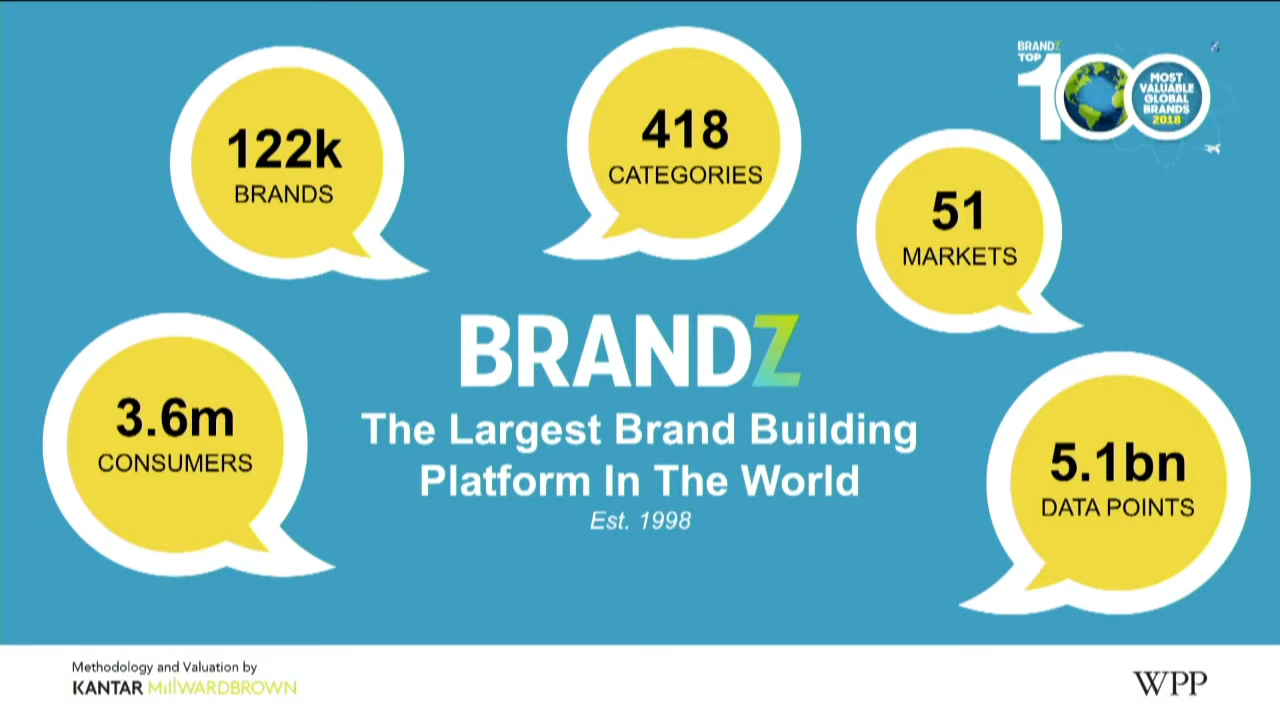 BRANDZ
TOP
100
MOST
VALUABLE
GLOBAL
BRANDS
2018
122k
BRANDS
418
CATEGORIES
51
MARKETS
BRANDZ
The Largest Brand Building
Platform In The World
Est. 1998
3.6m
CONSUMERS
5.1bn
DATA POINTS
Methodology and Valuation by
KANTAR MillWARDBROWN
WPP